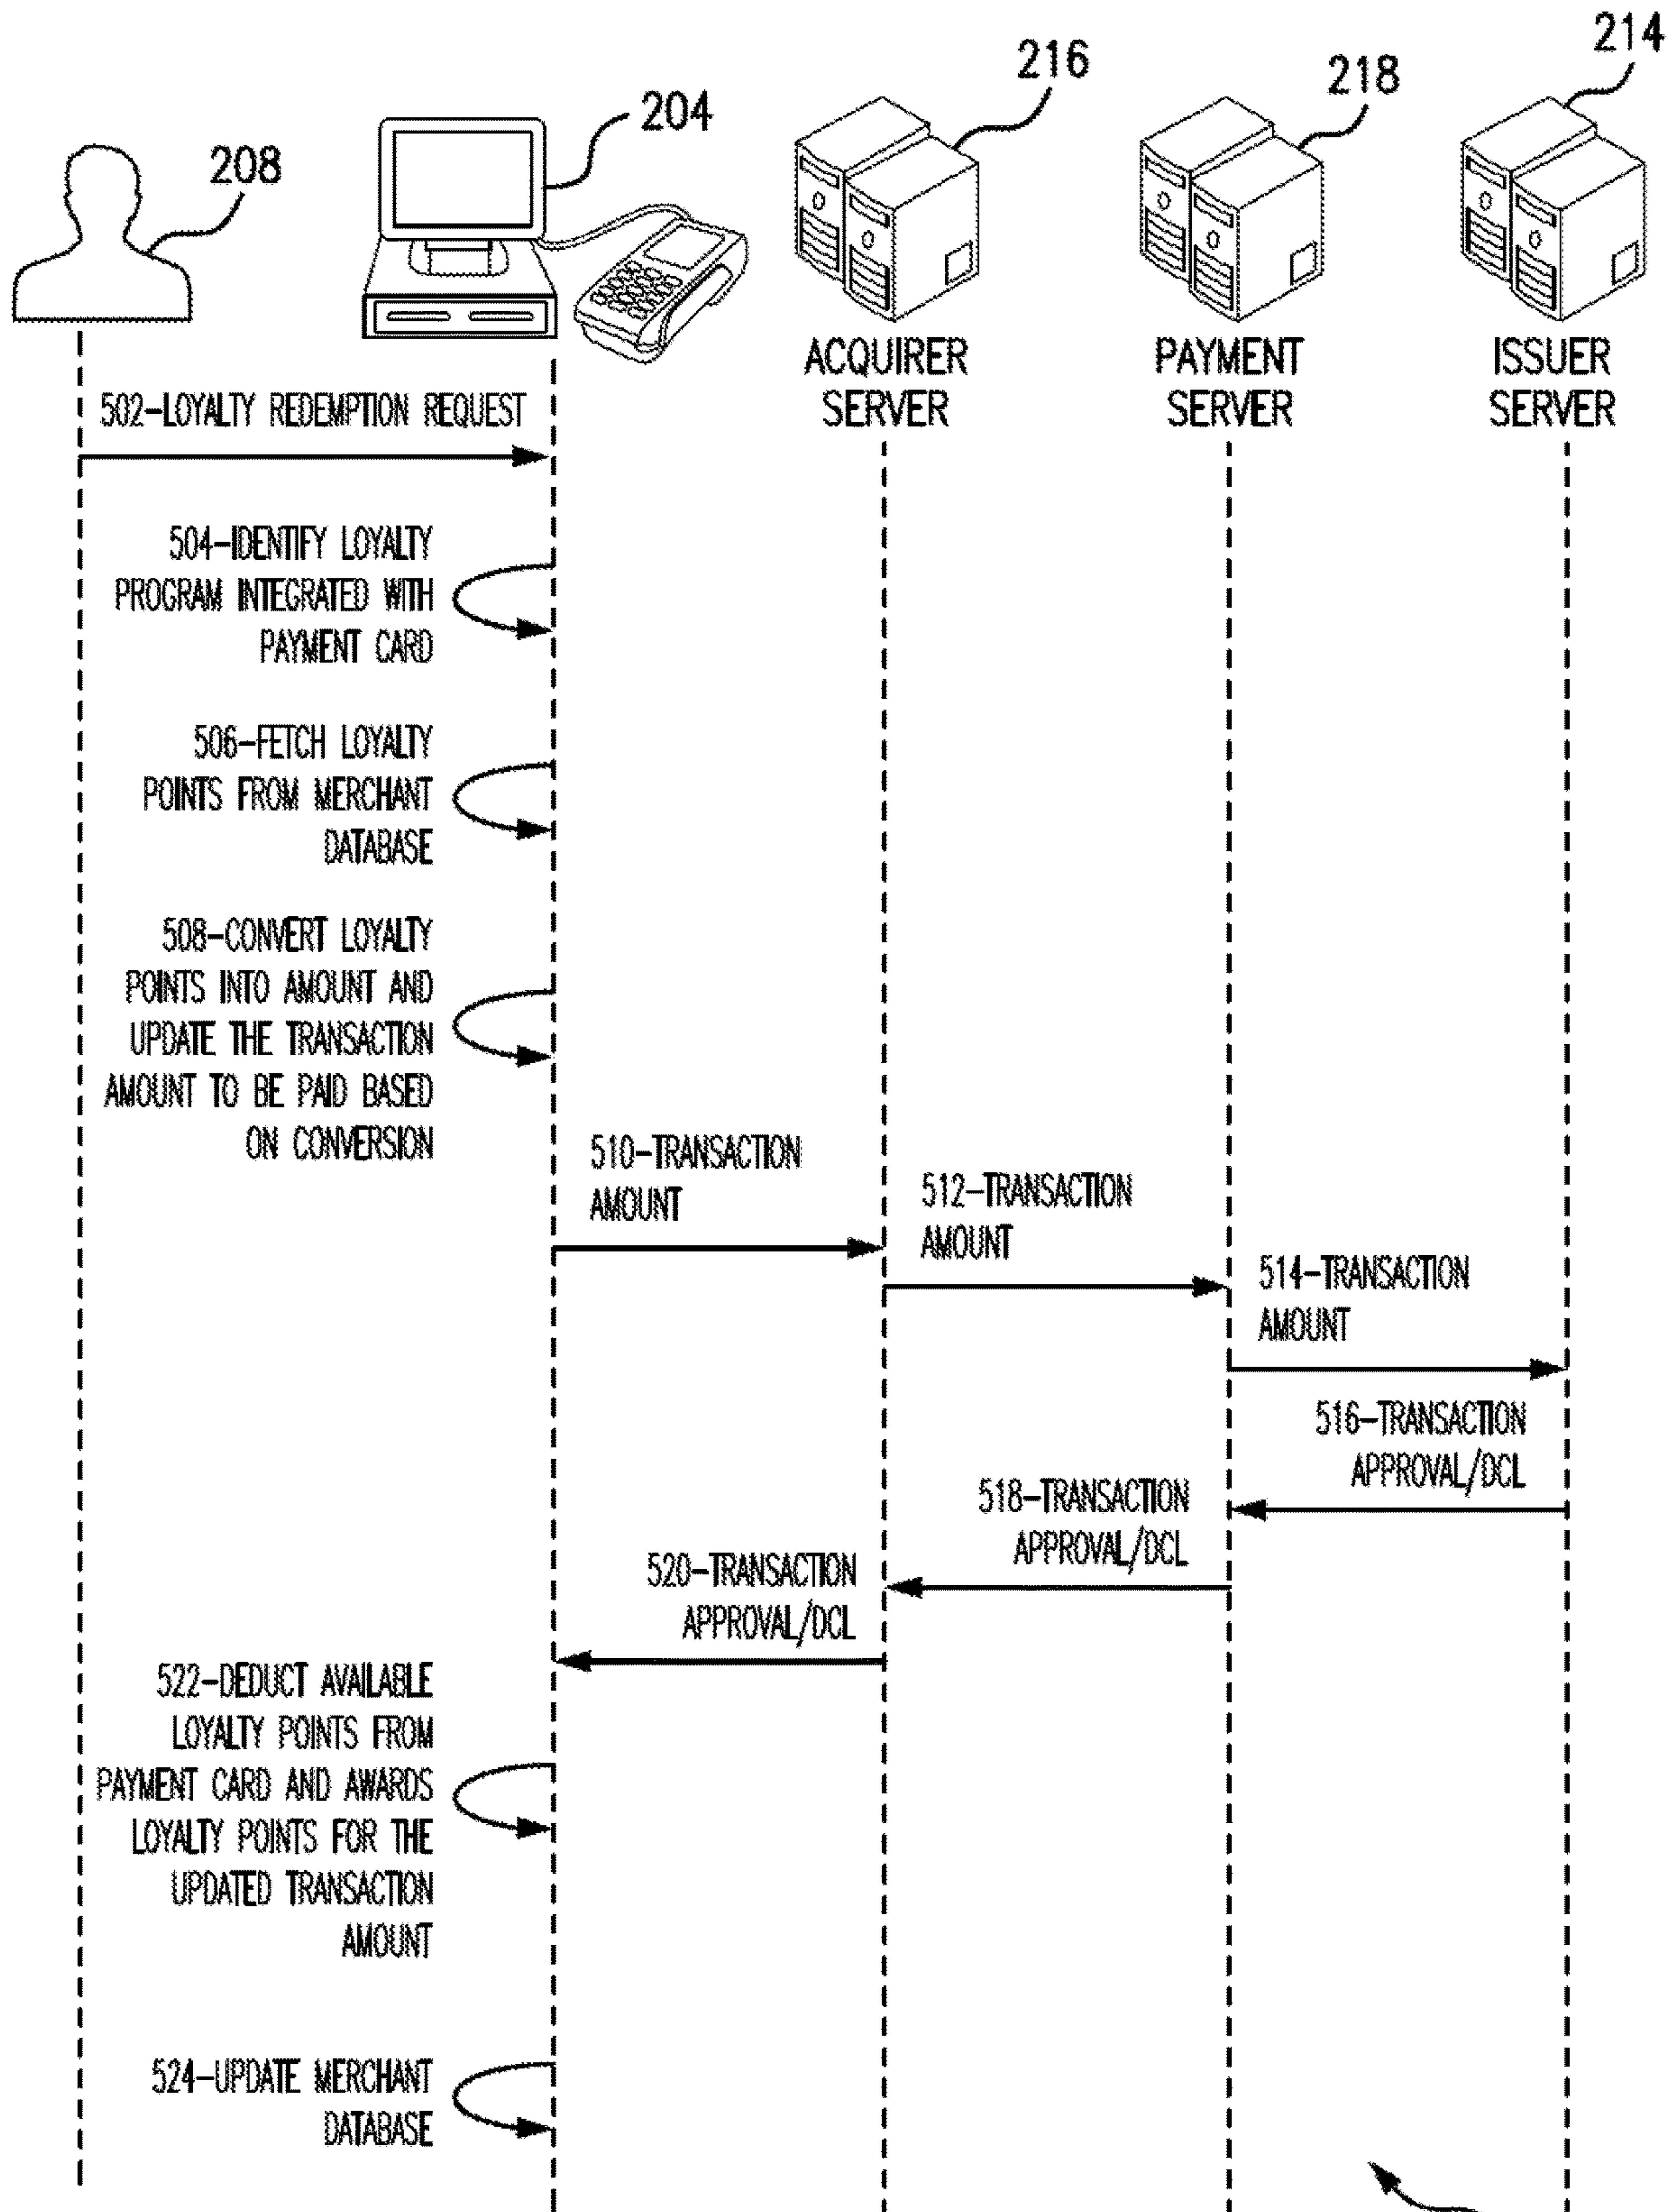 214
216
218
204
208
ACQUIRER
SERVER
PAYMENT
SERVER
ISSUER
SERVER
502-LOYALTY REDEMPTION REQUEST
504-IDENTIFY LOYALTY
PROGRAM INTEGRATED WITH
PAYMENT CARD
506-FETCH LOYALTY
POINTS FROM MERCHANT
DATABASE
508-CONVERT LOYALTY
POINTS INTO AMOUNT AND
UPDATE THE TRANSACTION
AMOUNT TO BE PAID BASED
ON CONVERSION
510-TRANSACTION
AMOUNT
512-TRANSACTION
AMOUNT
514-TRANSACTION
AMOUNT
516-TRANSACTION
APPROVAL/DCL
518-TRANSACTION
APPROVAL/DCL
520-TRANSACTION
APPROVAL/DCL
522-DEDUCT AVAILABLE
LOYALTY POINTS FROM
PAYMENT CARD AND AWARDS
LOYALTY POINTS FOR THE
UPDATED TRANSACTION
AMOUNT
524-UPDATE MERCHANT
DATABASE